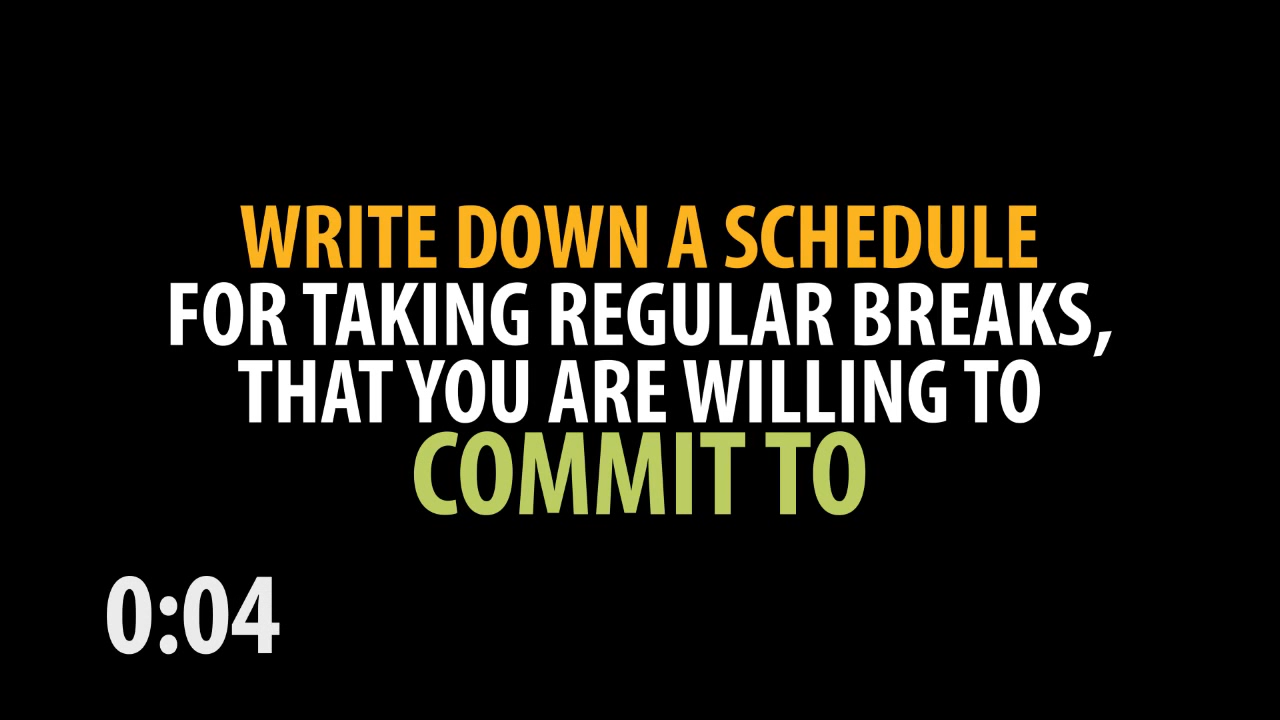 WRITE DOWN A SCHEDULE
FOR TAKING REGULAR BREAKS,
THAT YOU ARE WILLING TO
COMMIT TO
0:04